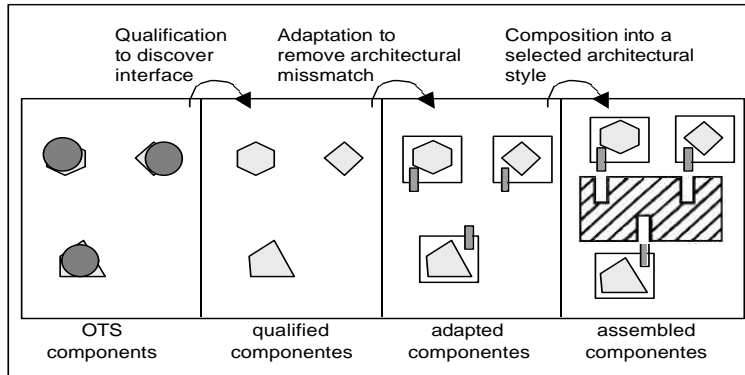 Qualification
to discover
interface
Adaptation to
remove architectural
missmatch
Composition into a
selected architectural
style
OTS
components
qualified
componentes
adapted
componentes
assembled
componentes